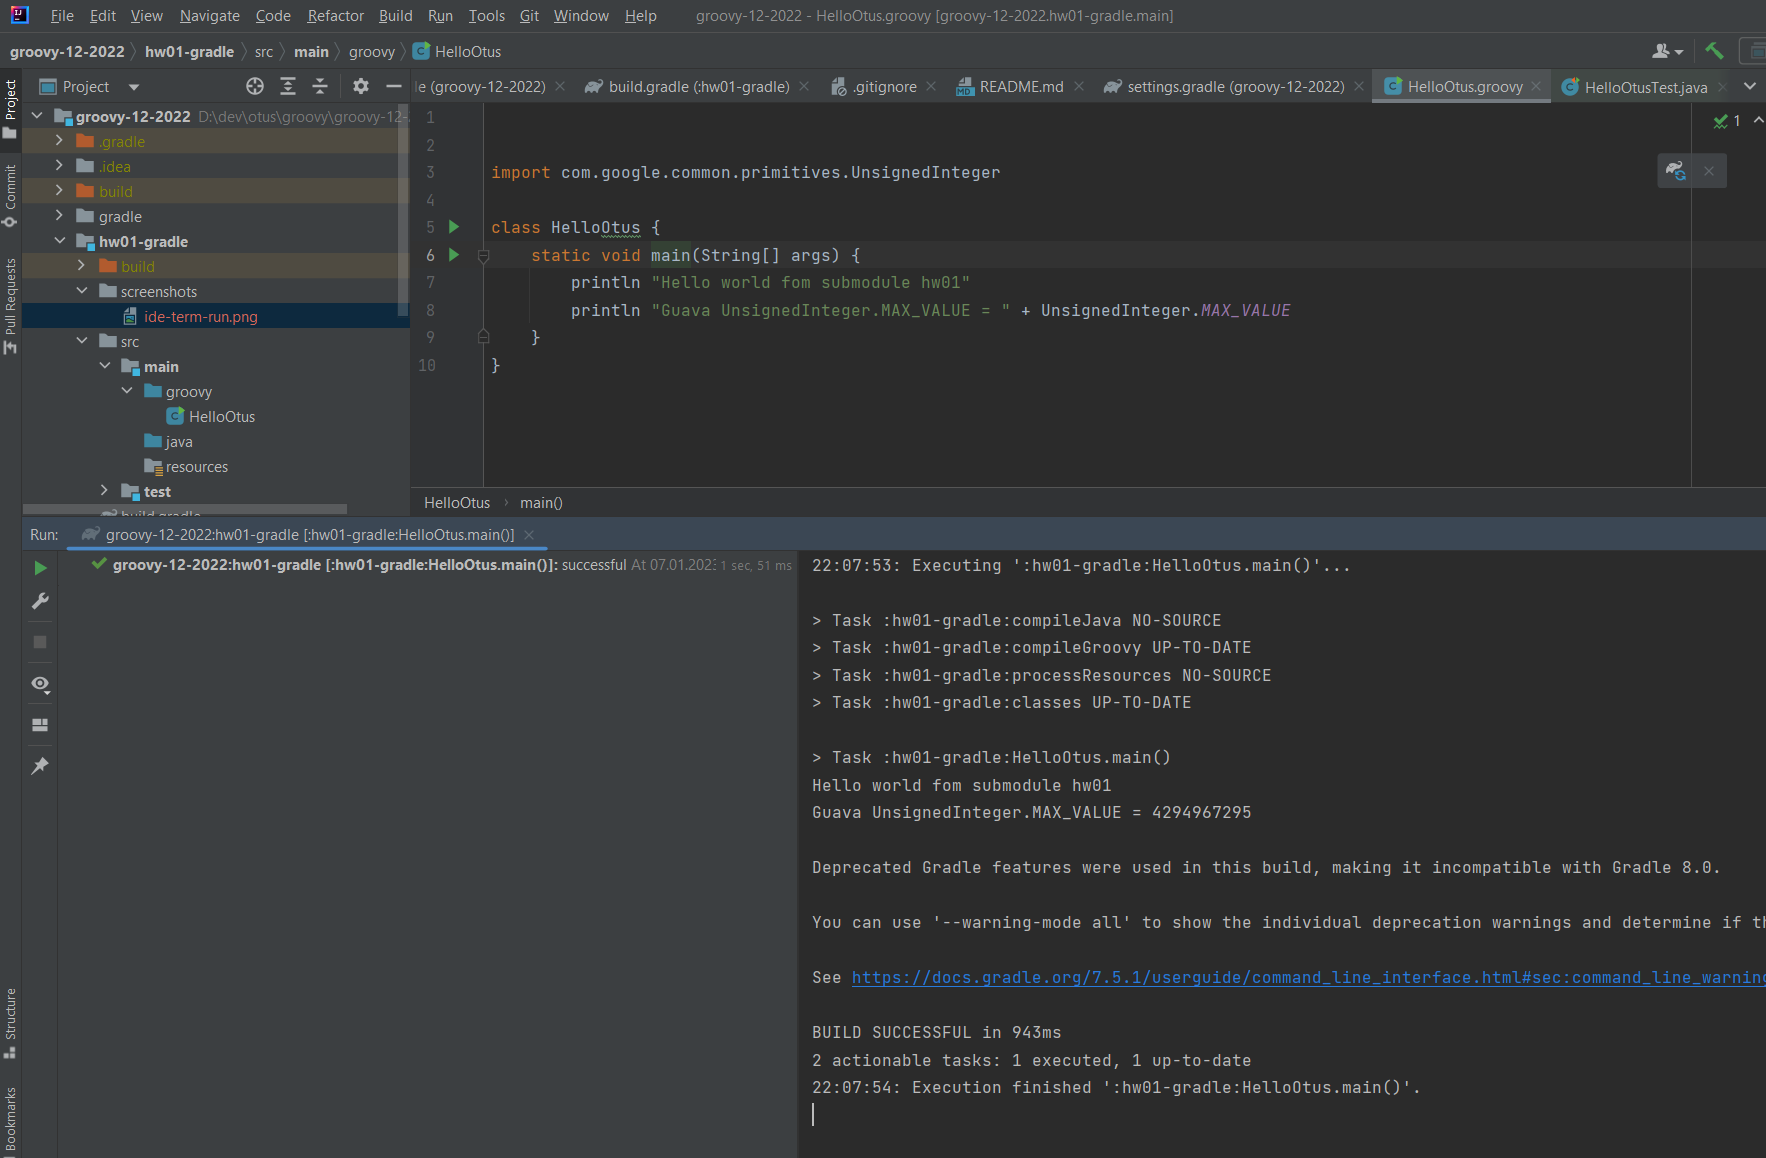 File Edit View Navigate Code Refactor Build Run Tools Git Window Help groovy-12-2022 - HelloOtus.groovy [groovy-12-2022.hw01-gradle.main]
groovy-12-2022 hw01-gradle src main groovy HelloOtus
Project
le (groovy-12-2022) build.gradle (:hw01-gradle) .gitignore README.md settings.gradle (groovy-12-2022) HelloOtus.groovy HelloOtusTest.java
Project
Commit
Pull Requests
Structure
Bookmarks
groovy-12-2022 D:\dev\otus\groovy\groovy-12-
.gradle
.idea
build
gradle
hw01-gradle
build
screenshots
ide-term-run.png
src
main
groovy
HelloOtus
java
resources
test
build.gradle
1
1
2
3 import com.google.common.primitives.UnsignedInteger
4
5 class HelloOtus {
6 static void main(String[] args) {
7 println "Hello world fom submodule hw01"
8 println "Guava UnsignedInteger.MAX_VALUE = " + UnsignedInteger.MAX_VALUE
9 }
10 }
HelloOtus main()
Run: groovy-12-2022:hw01-gradle [:hw01-gradle:HelloOtus.main()]
groovy-12-2022:hw01-gradle [:hw01-gradle:HelloOtus.main()]: successful At 07.01.2023 1 sec, 51 ms
22:07:53: Executing ':hw01-gradle:HelloOtus.main()'...
> Task :hw01-gradle:compileJava NO-SOURCE
> Task :hw01-gradle:compileGroovy UP-TO-DATE
> Task :hw01-gradle:processResources NO-SOURCE
> Task :hw01-gradle:classes UP-TO-DATE
> Task :hw01-gradle:HelloOtus.main()
Hello world fom submodule hw01
Guava UnsignedInteger.MAX_VALUE = 4294967295
Deprecated Gradle features were used in this build, making it incompatible with Gradle 8.0.
You can use '--warning-mode all' to show the individual deprecation warnings and determine if th
See https://docs.gradle.org/7.5.1/userguide/command_line_interface.html#sec:command_line_warning
BUILD SUCCESSFUL in 943ms
2 actionable tasks: 1 executed, 1 up-to-date
22:07:54: Execution finished ':hw01-gradle:HelloOtus.main()'.